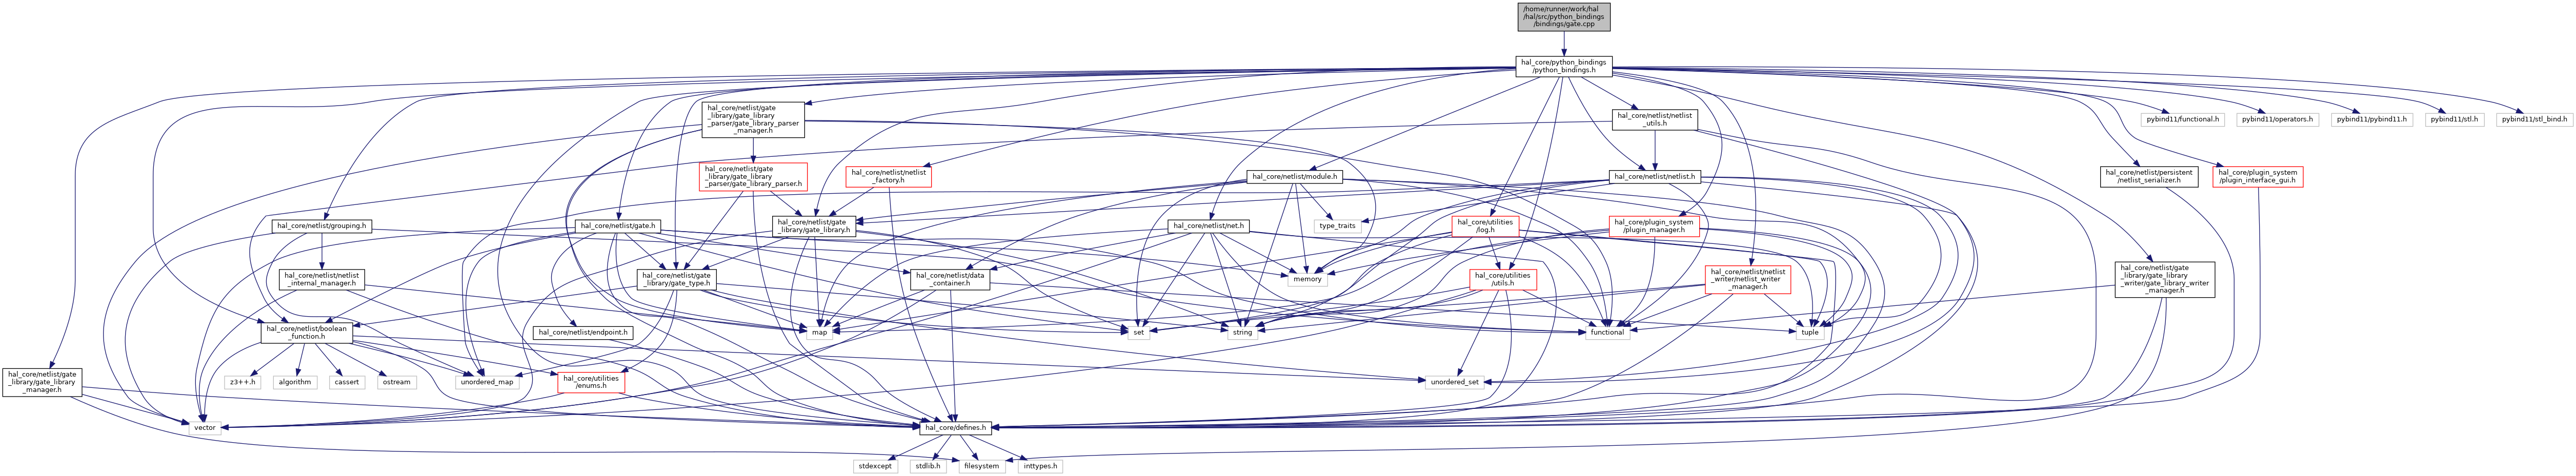 /home/runner/work/hal
/hal/src/python_bindings
/bindings/gate.cpp
hal_core/python_bindings
/python_bindings.h
hal_core/netlist/gate
_library/gate_library
_parser/gate_library_parser
_manager.h
hal_core/netlist/netlist
_utils.h
pybind11/functional.h
pybind11/operators.h
pybind11/pybind11.h
pybind11/stl.h
pybind11/stl_bind.h
hal_core/netlist/gate
_library/gate_library
_parser/gate_library_parser.h
hal_core/netlist/netlist
_factory.h
hal_core/netlist/module.h
hal_core/netlist/netlist.h
hal_core/netlist/persistent
/netlist_serializer.h
hal_core/plugin_system
/plugin_interface_gui.h
hal_core/netlist/grouping.h
hal_core/netlist/gate.h
hal_core/netlist/gate
_library/gate_library.h
hal_core/netlist/net.h
type_traits
hal_core/utilities
/log.h
hal_core/plugin_system
/plugin_manager.h
hal_core/netlist/netlist
_internal_manager.h
hal_core/netlist/gate
_library/gate_type.h
hal_core/netlist/data
_container.h
memory
hal_core/utilities
/utils.h
hal_core/netlist/netlist
_writer/netlist_writer
_manager.h
hal_core/netlist/gate
_library/gate_library
_writer/gate_library_writer
_manager.h
hal_core/netlist/boolean
_function.h
hal_core/netlist/endpoint.h
map
set
string
functional
tuple
hal_core/netlist/gate
_library/gate_library
_manager.h
z3++.h
algorithm
cassert
ostream
unordered_map
hal_core/utilities
/enums.h
unordered_set
vector
hal_core/defines.h
stdexcept
stdlib.h
filesystem
inttypes.h